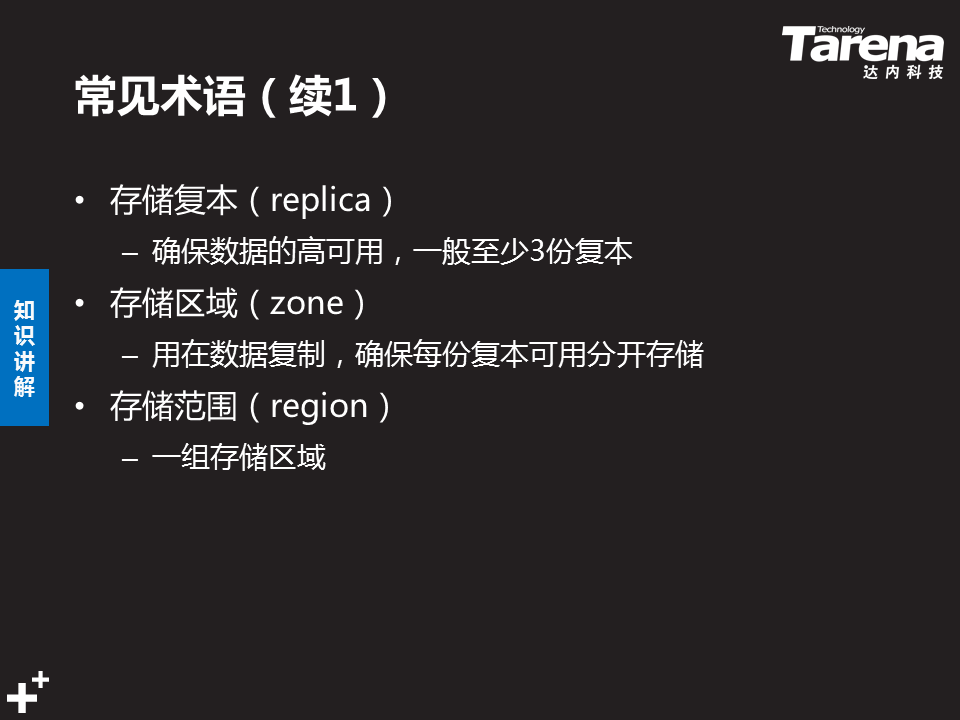 Technology
Tarena
达内科技
常见术语（续1）
• 存储复本（replica）
– 确保数据的高可用，一般至少3份复本
• 存储区域（zone）
– 用在数据复制，确保每份复本可用分开存储
• 存储范围（region）
– 一组存储区域
知识讲解